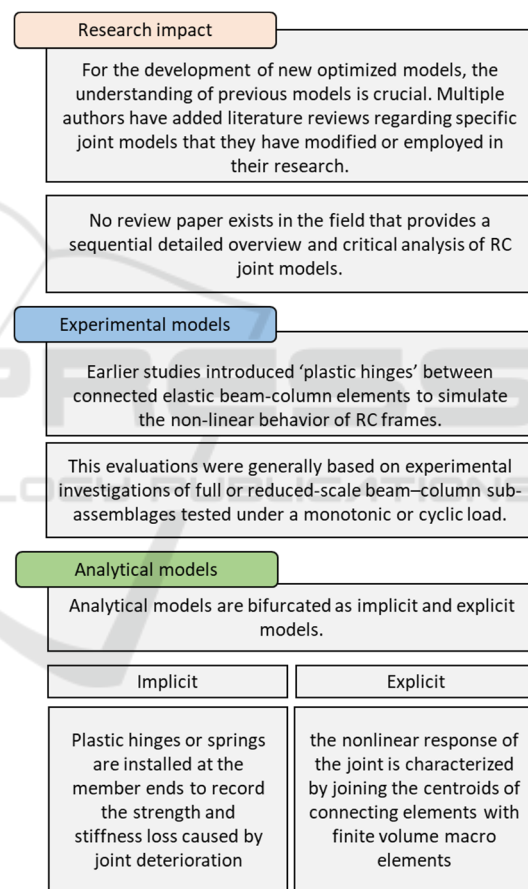 Research impact
For the development of new optimized models, the
understanding of previous models is crucial. Multiple
authors have added literature reviews regarding specific
joint models that they have modified or employed in
their research.
No review paper exists in the field that provides a
sequential detailed overview and critical analysis of RC
joint models.
Experimental models
Earlier studies introduced ‘plastic hinges’ between
connected elastic beam-column elements to simulate
the non-linear behavior of RC frames.
This evaluations were generally based on experimental
investigations of full or reduced-scale beam–column sub-
assemblages tested under a monotonic or cyclic load.
Analytical models
Analytical models are bifurcated as implicit and explicit
models.
Implicit
Plastic hinges or springs
are installed at the
member ends to record
the strength and
stiffness loss caused by
joint deterioration
Explicit
the nonlinear response of
the joint is characterized
by joining the centroids of
connecting elements with
finite volume macro
elements